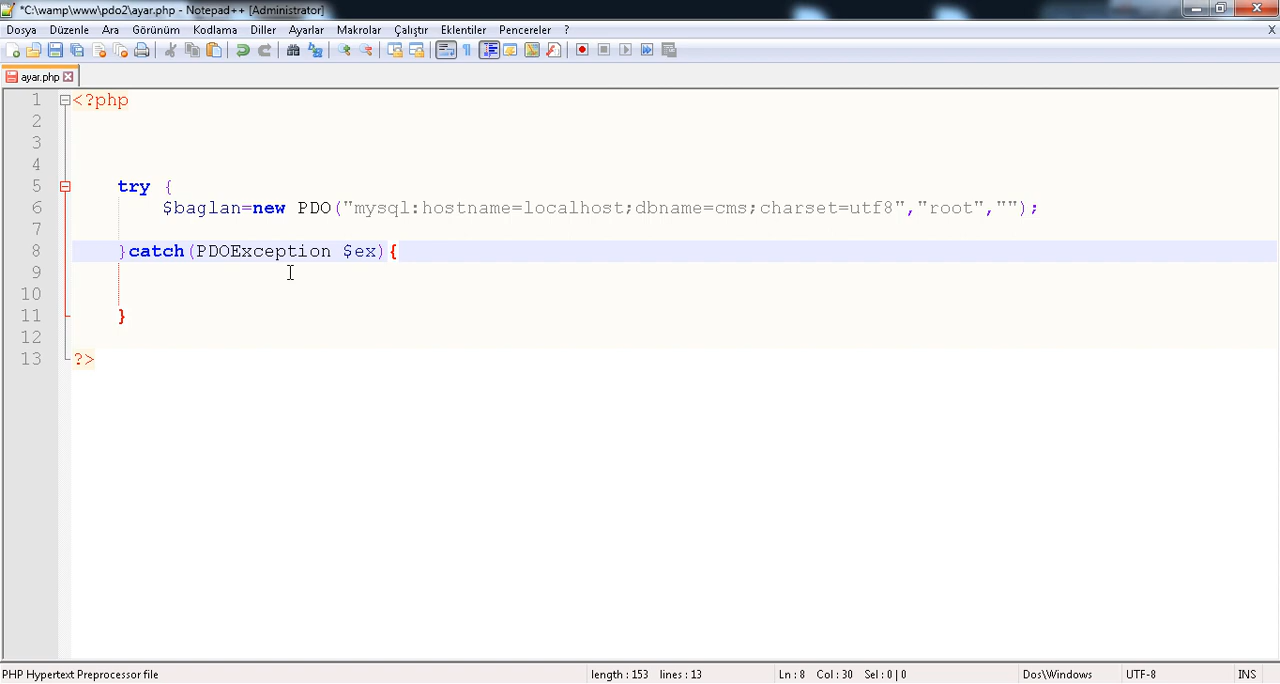 *C:\wamp\www\pdo2\ayar.php - Notepad++ [Administrator]
Dosya Düzenle Ara Görünüm Kodlama Diller Ayarlar Makrolar Çalıştır Eklentiler Pencereler ? X
ayar.php
1 <?php
2
3
4
5 try {
6 $baglan=new PDO("mysql:hostname=localhost;dbname=cms;charset=utf8","root","");
7
8 }catch(PDOException $ex){
9
10
11 }
12
13 ?>
PHP Hypertext Preprocessor file length : 153 lines : 13 Ln : 8 Col : 30 Sel : 0 | 0 Dos\Windows UTF-8 INS